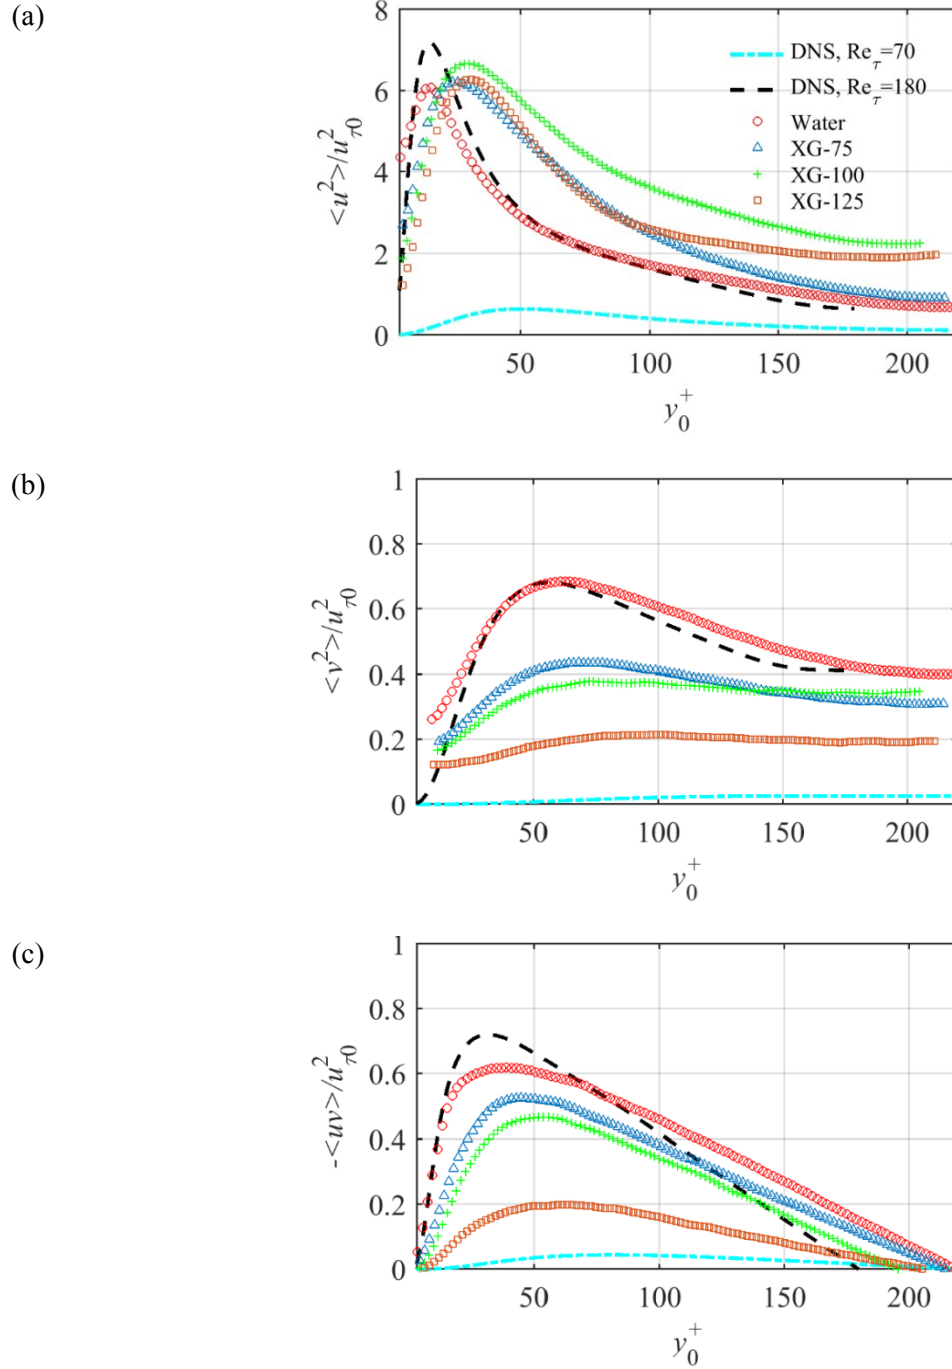 (a)
8
6
4
2
0
<u²>/u²τ0
DNS, Reτ=70
DNS, Reτ=180
Water
XG-75
XG-100
XG-125
50 100 150 200
y₀⁺
(b)
1
0.8
0.6
0.4
0.2
0
<v²>/u²τ0
50 100 150 200
y₀⁺
(c)
1
0.8
0.6
0.4
0.2
0
-<uv>/u²τ0
50 100 150 200
y₀⁺